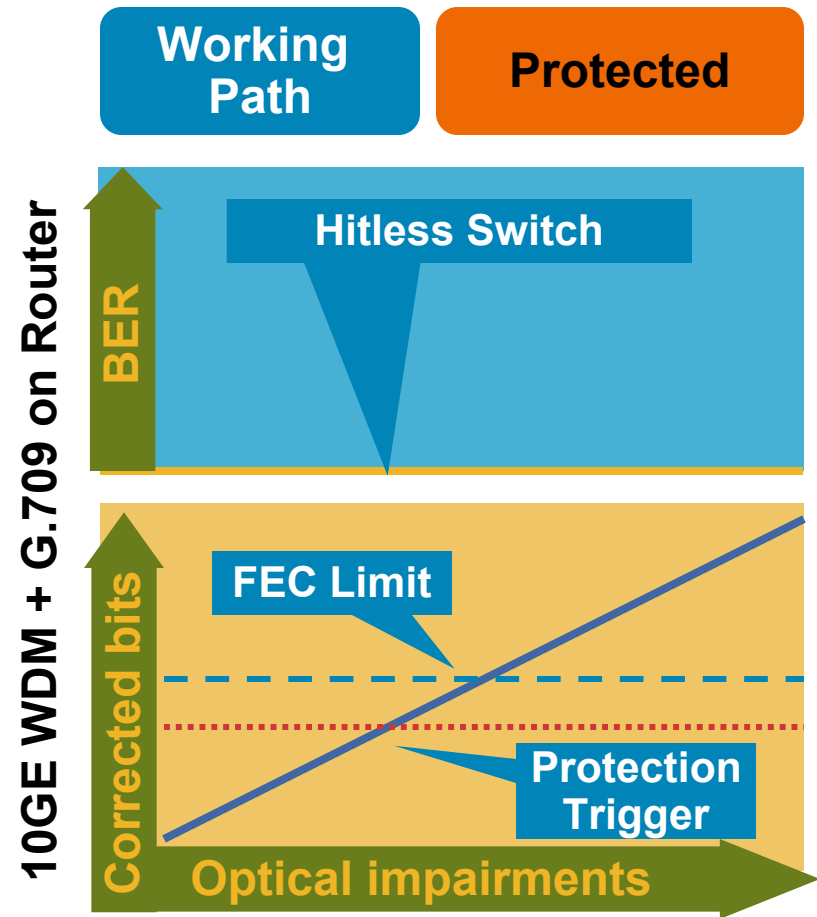 Working
Path
Protected
10GE WDM + G.709 on Router
BER
Hitless Switch
Corrected bits
FEC Limit
Protection
Trigger
Optical impairments